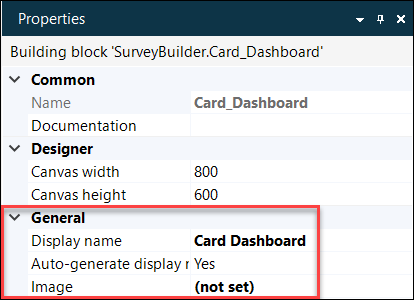 Properties
Building block 'SurveyBuilder.Card_Dashboard'
Common
Name Card_Dashboard
Documentation
Designer
Canvas width 800
Canvas height 600
General
Display name Card Dashboard
Auto-generate display r Yes
Image (not set)